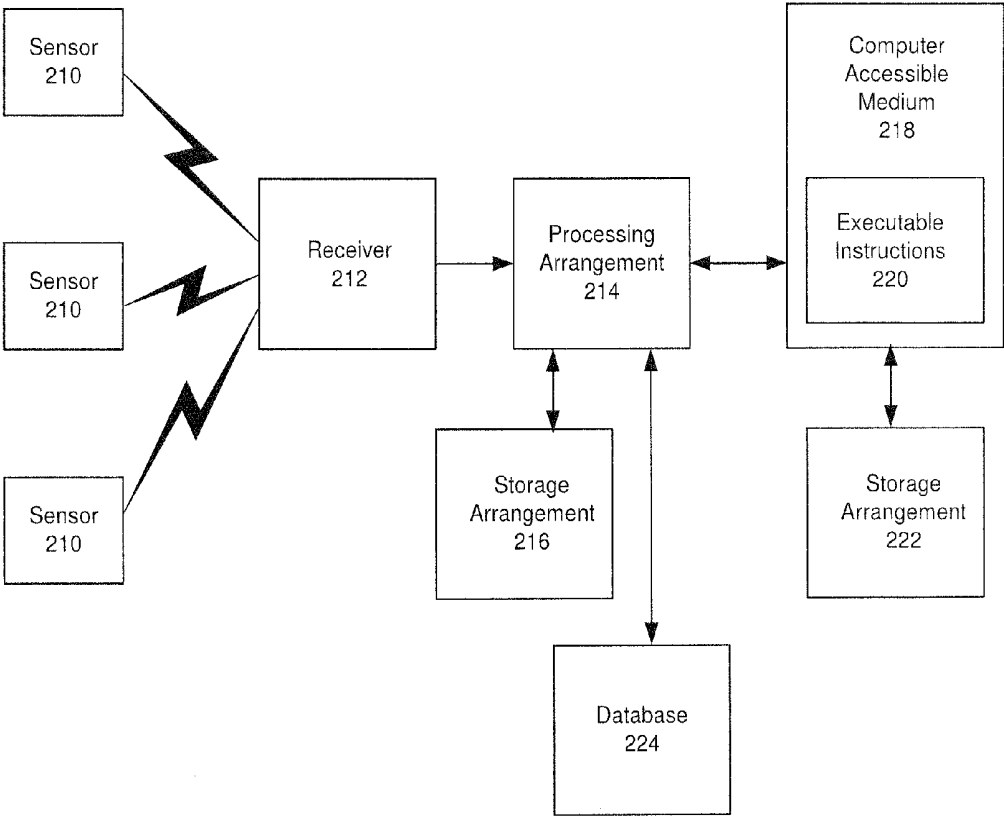 Sensor
210
Computer
Accessible
Medium
218
Receiver
212
Processing
Arrangement
214
Executable
Instructions
220
Sensor
210
Sensor
210
Storage
Arrangement
216
Storage
Arrangement
222
Database
224